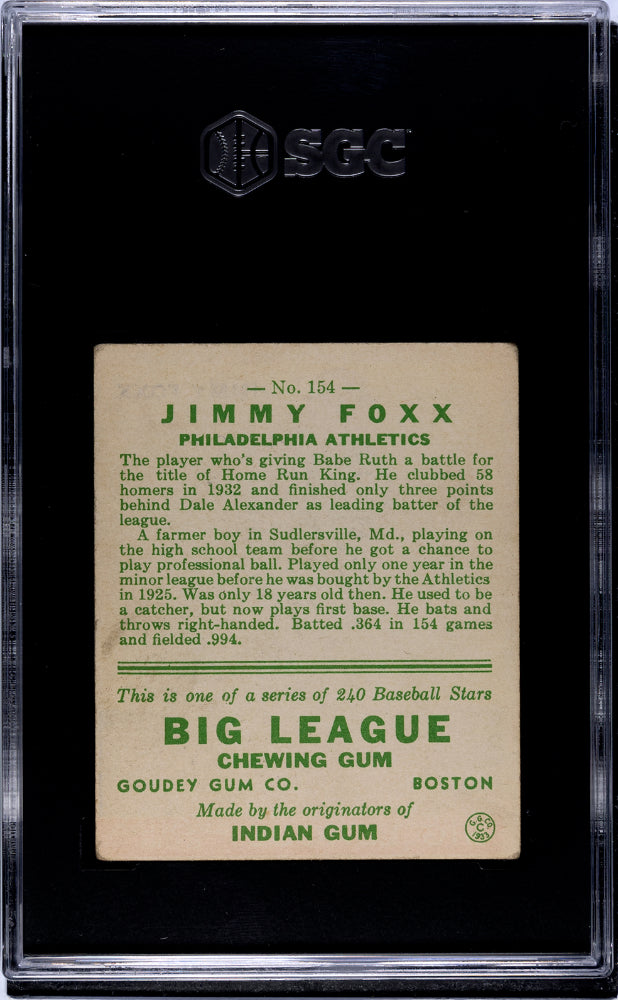 SGC
— No. 154 —
JIMMY FOXX
PHILADELPHIA ATHLETICS
The player who's giving Babe Ruth a battle for
the title of Home Run King. He clubbed 58
homers in 1932 and finished only three points
behind Dale Alexander as leading batter of the
league.
A farmer boy in Sudlersville, Md., playing on
the high school team before he got a chance to
play professional ball. Played only one year in the
minor league before he was bought by the Athletics
in 1925. Was only 18 years old then. He used to be
a catcher, but now plays first base. He bats and
throws right-handed. Batted .364 in 154 games
and fielded .994.
This is one of a series of 240 Baseball Stars
BIG LEAGUE
CHEWING GUM
GOUDEY GUM CO. BOSTON
Made by the originators of
INDIAN GUM
G.G.CO.
C
1933